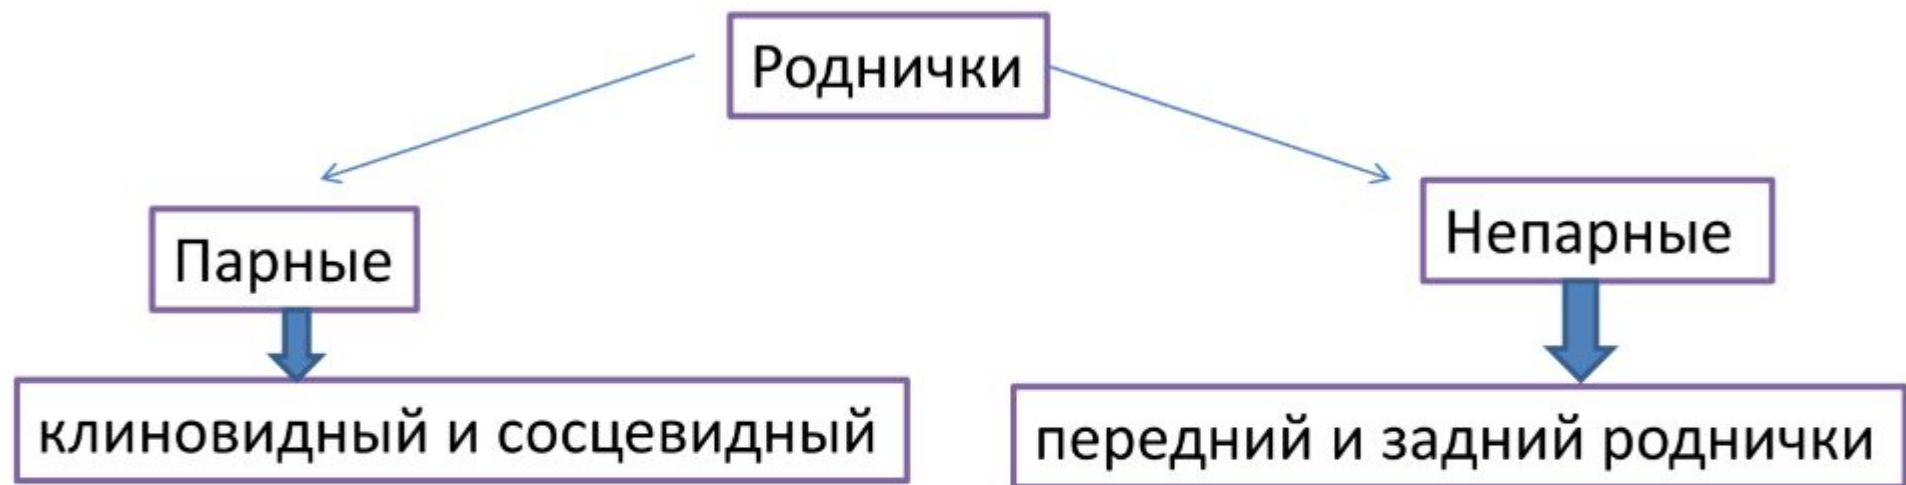 Роднички
Парные
Непарные
клиновидный и сосцевидный
передний и задний роднички